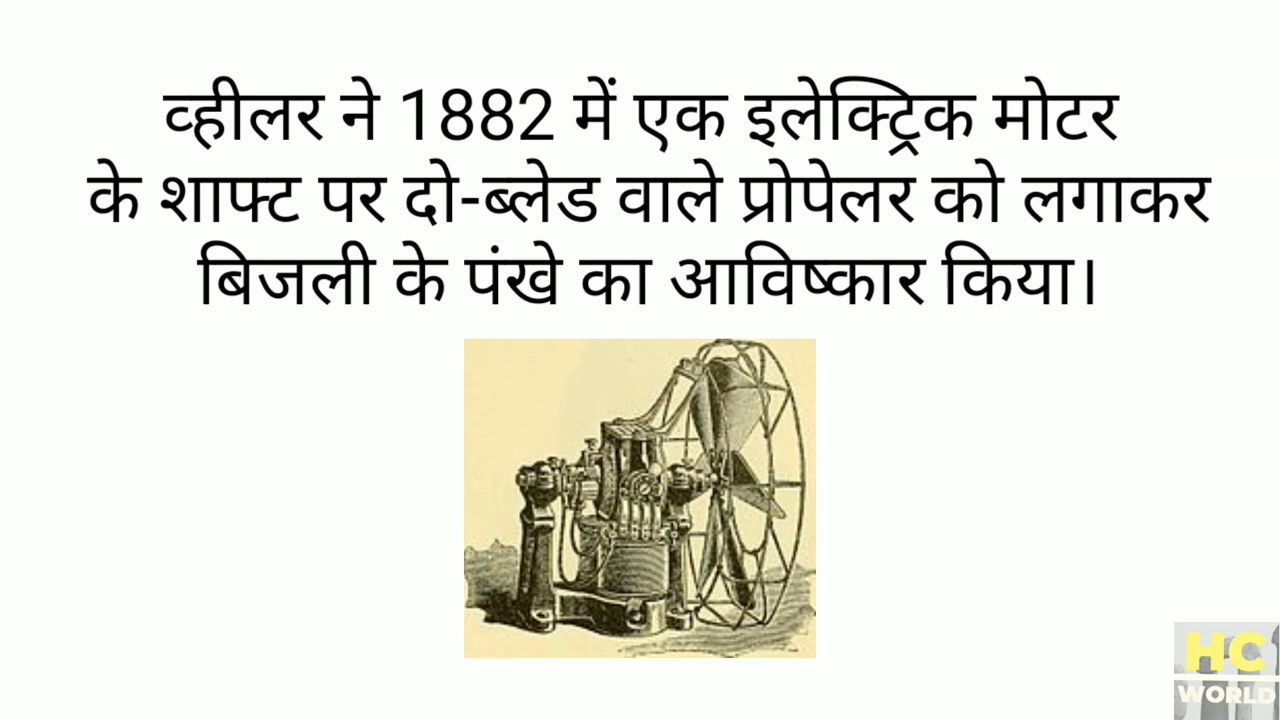 व्हीलर ने 1882 में एक इलेक्ट्रिक मोटर
के शाफ्ट पर दो-ब्लेड वाले प्रोपेलर को लगाकर
बिजली के पंखे का आविष्कार किया।
HC
WORLD